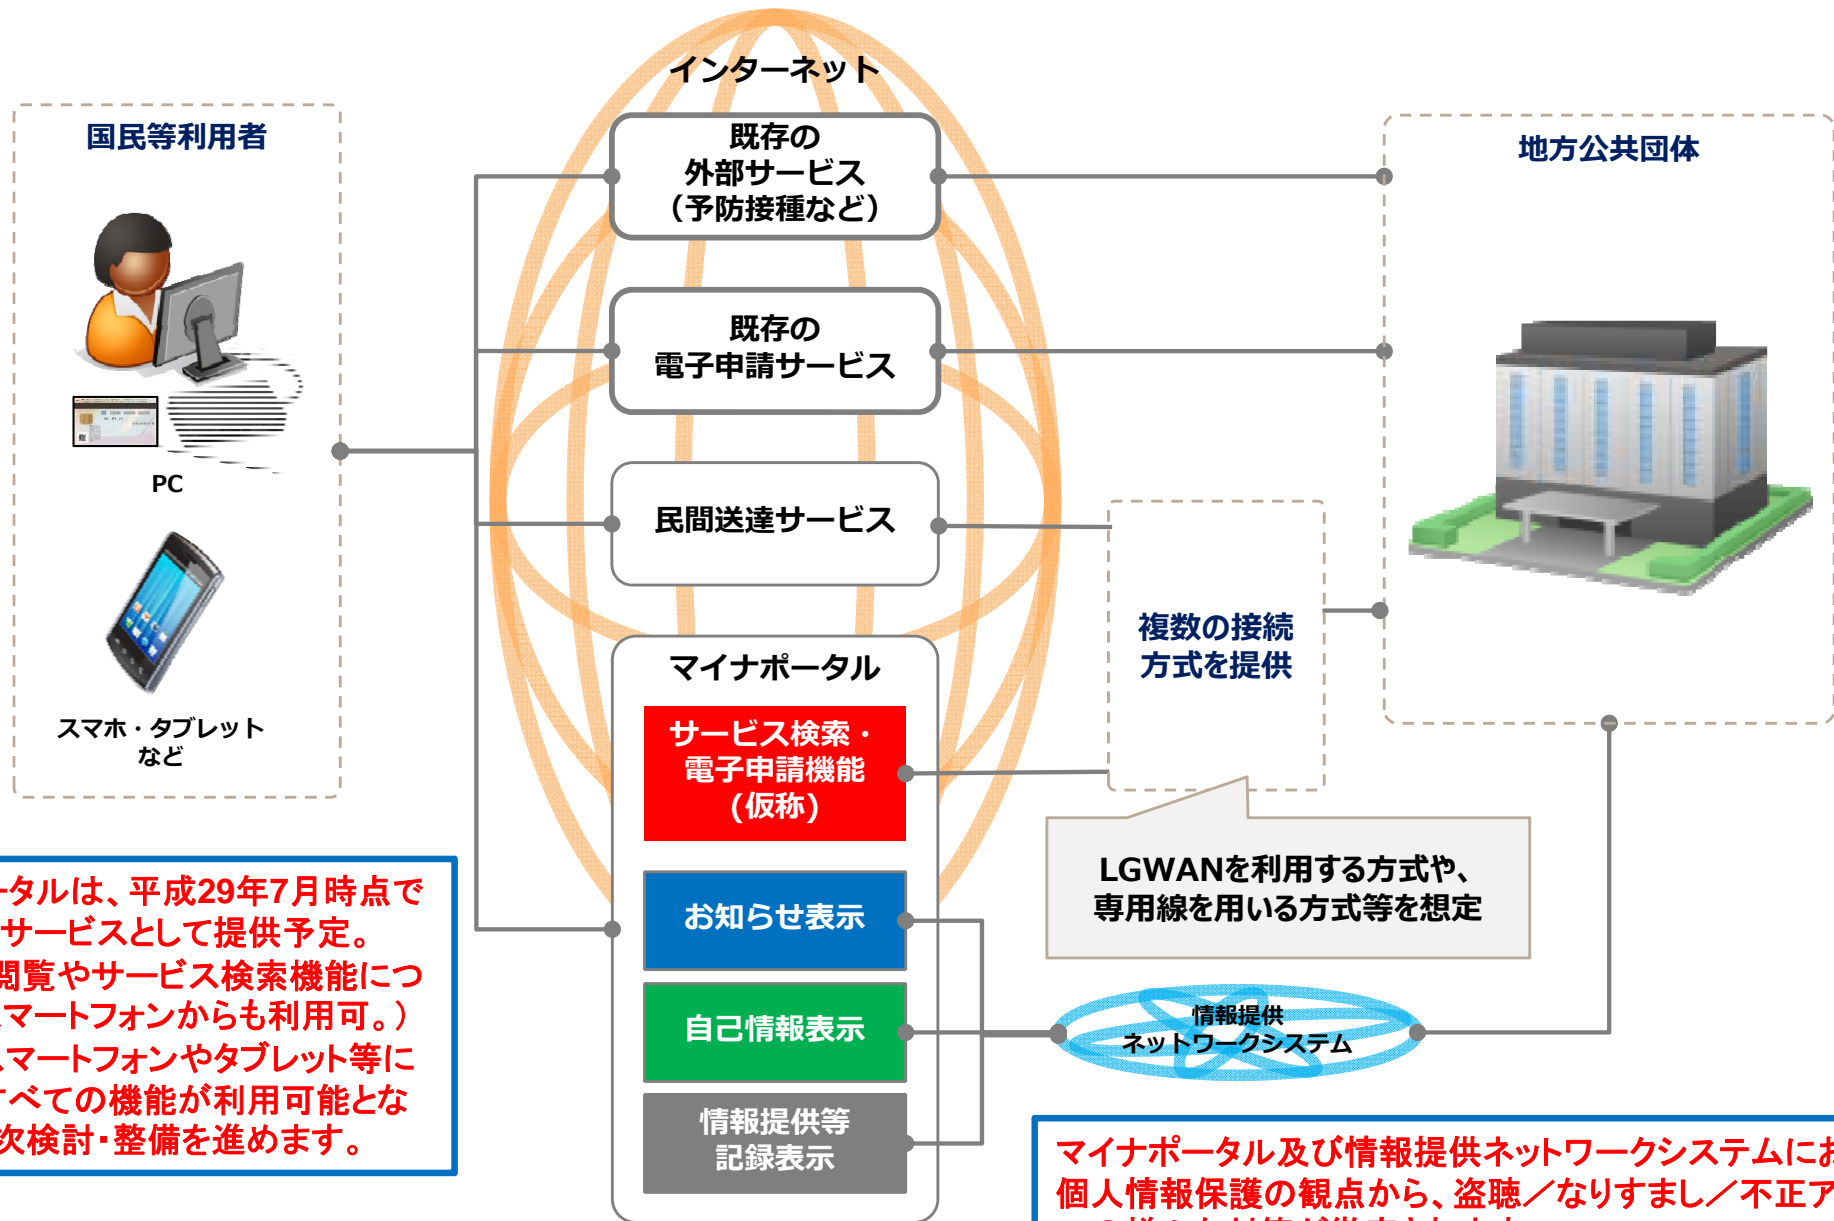 インターネット
国民等利用者
PC
スマホ・タブレット
など
既存の
外部サービス
（予防接種など）
既存の
電子申請サービス
民間送達サービス
マイナポータル
サービス検索・
電子申請機能
(仮称)
お知らせ表示
自己情報表示
情報提供等
記録表示
複数の接続
方式を提供
地方公共団体
LGWANを利用する方式や、
専用線を用いる方式等を想定
情報提供
ネットワークシステム
ータルは、平成29年7月時点で
サービスとして提供予定。
閲覧やサービス検索機能につ
スマートフォンからも利用可。）
スマートフォンやタブレット等に
すべての機能が利用可能とな
次検討・整備を進めます。
マイナポータル及び情報提供ネットワークシステムにお
個人情報保護の観点から、盗聴／なりすまし／不正ア